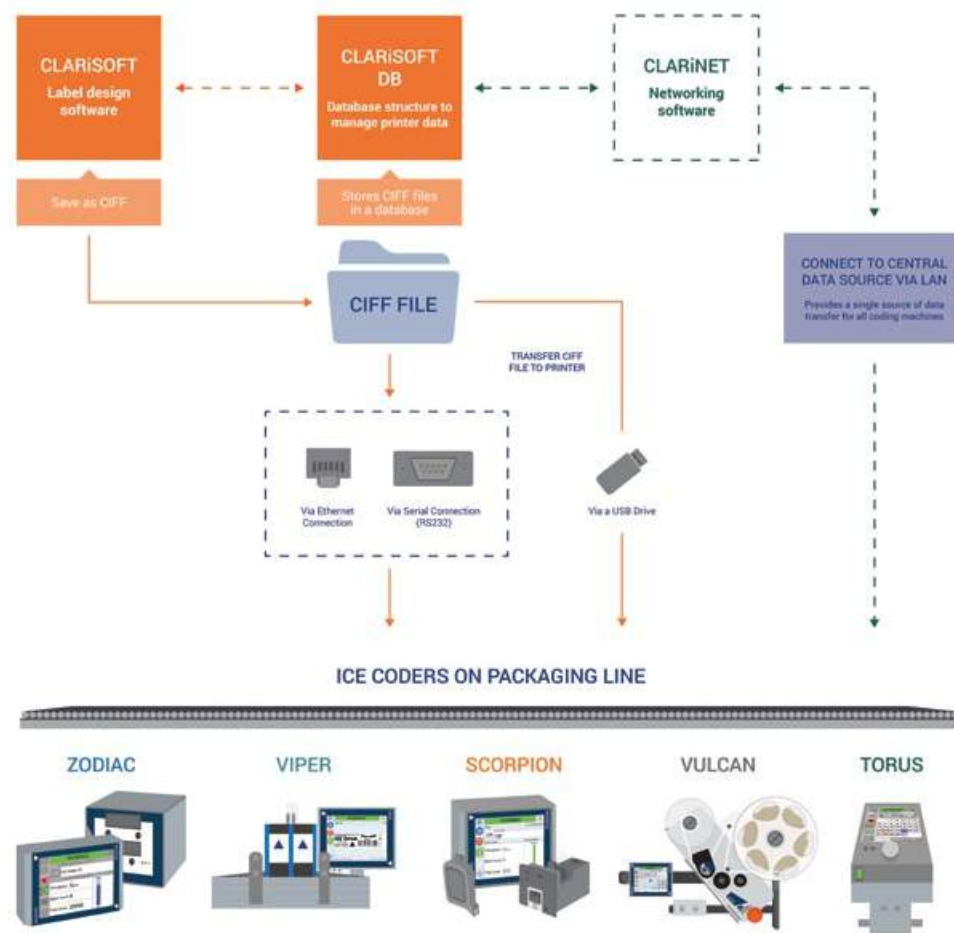 CLARiSOFT
Label design
software
CLARiSOFT
DB
Database structure to
manage printer data
CLARiNET
Networking
software
Save as CIFF
Stores CIFF files
in a database
CONNECT TO CENTRAL
DATA SOURCE VIA LAN
Provides a single source of data
transfer for all coding machines
CIFF FILE
TRANSFER CIFF
FILE TO PRINTER
Via Ethernet
Connection
Via Serial Connection
(RS232)
Via a USB Drive
ICE CODERS ON PACKAGING LINE
ZODIAC
VIPER
SCORPION
VULCAN
TORUS